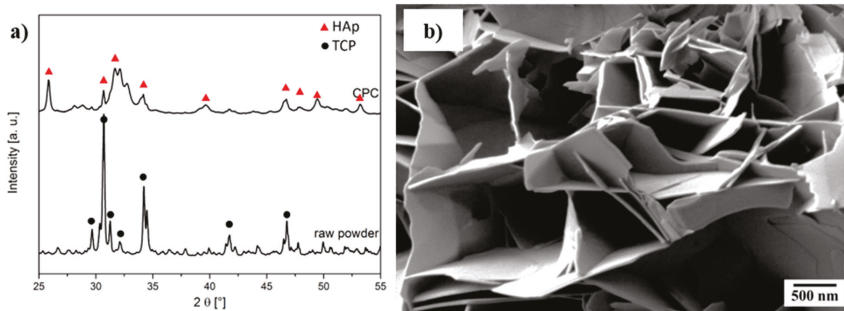 a)
▲ HAp
● TCP
CPC
raw powder
Intensity [a. u.]
25 30 35 40 45 50 55
2 θ [°]
b)
500 nm